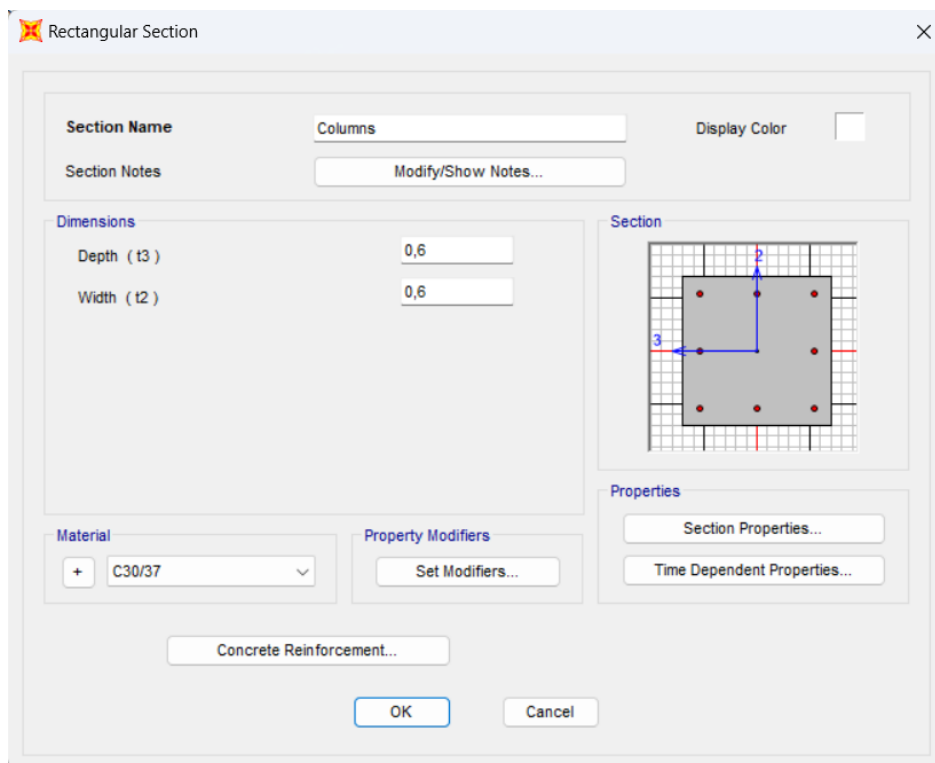 Rectangular Section
Section Name
Columns
Display Color
Section Notes
Modify/Show Notes...
Dimensions
Depth ( t3 )
0,6
Width ( t2 )
0,6
Section
2
3
Properties
Section Properties...
Time Dependent Properties...
Material
+
C30/37
Property Modifiers
Set Modifiers...
Concrete Reinforcement...
OK
Cancel